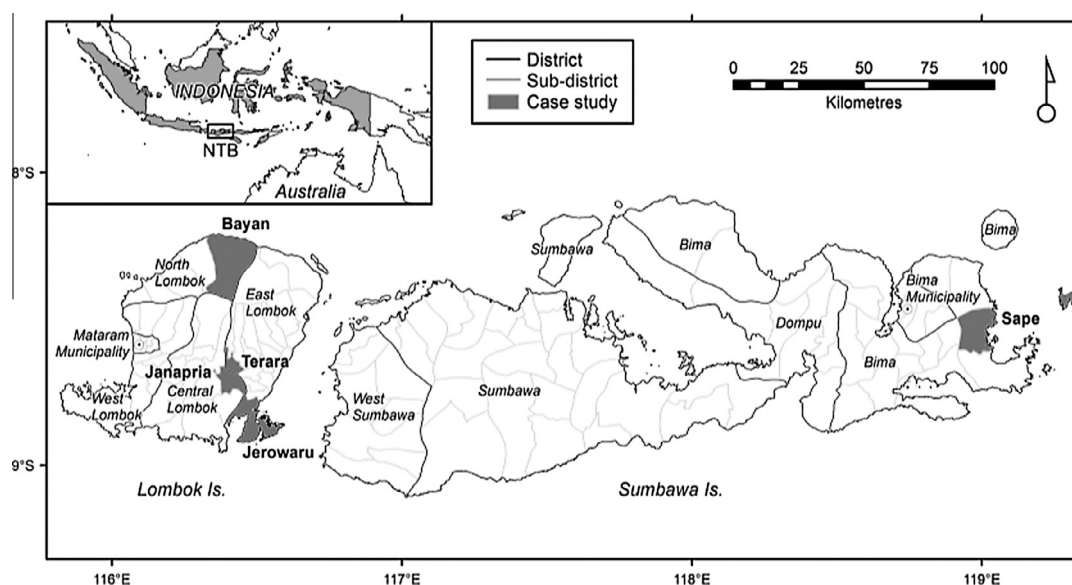 INDONESIA
NTB
Australia
District
Sub-district
Case study
0 25 50 75 100
Kilometres
8°S
Bayan
North
Lombok
East
Lombok
Mataram
Municipality
Terara
Janapria
Central
Lombok
West
Lombok
Jerowaru
Lombok Is.
Sumbawa
Bima
Bima
Bima
Municipality
Sape
Dompu
Bima
West
Sumbawa
Sumbawa
Sumbawa Is.
9°S
116°E 117°E 118°E 119°E